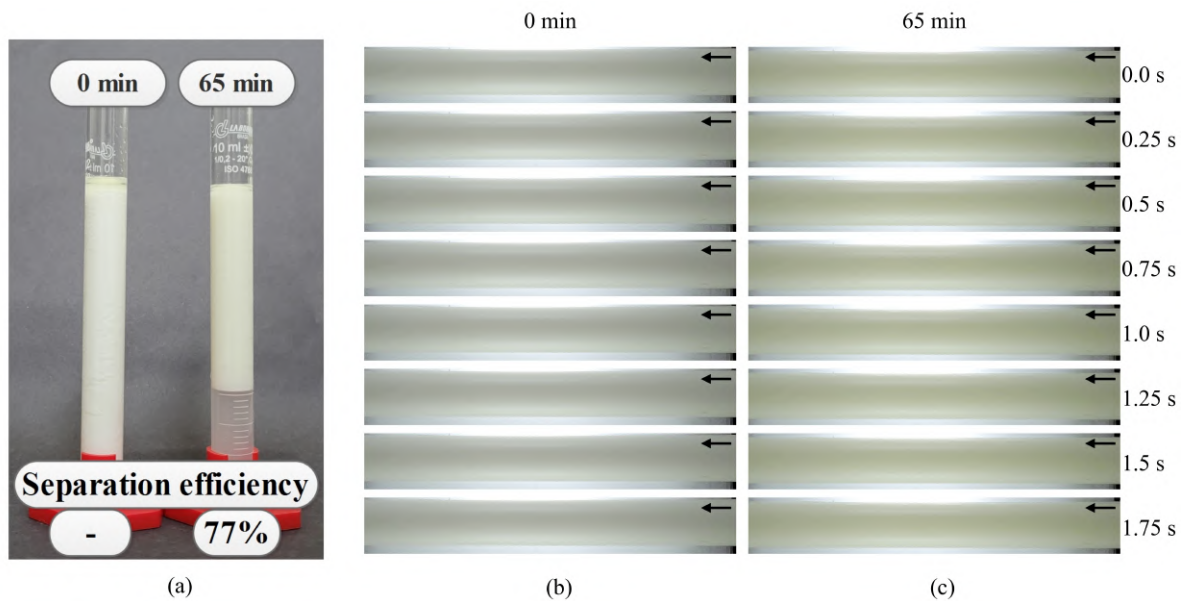 0 min
65 min
10 ml
ISO
Separation efficiency
-
77%
(a)
0 min
(b)
65 min
0.0 s
0.25 s
0.5 s
0.75 s
1.0 s
1.25 s
1.5 s
1.75 s
(c)